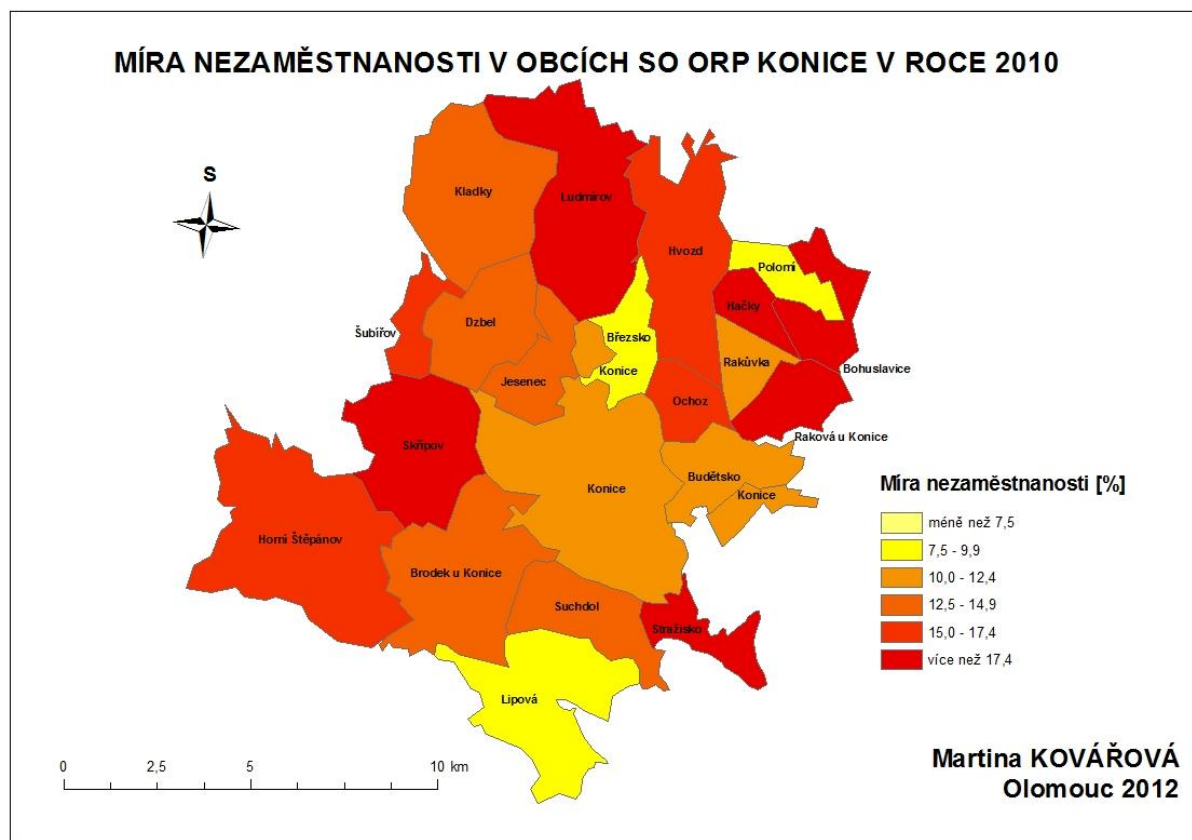 MÍRA NEZAMĚSTNANOSTI V OBCÍCH SO ORP KONICE V ROCE 2010
S
Kladky
Ludmírov
Hvozd
Polomí
Hačky
Šubířov
Dzbel
Březsko
Jesenec
Konice
Rakůvka
Bohuslavice
Ochoz
Skřípov
Raková u Konice
Budětsko
Konice
Konice
Horní Štěpánov
Brodek u Konice
Suchdol
Stražisko
Lipová
Míra nezaměstnanosti [%]
méně než 7,5
7,5 - 9,9
10,0 - 12,4
12,5 - 14,9
15,0 - 17,4
více než 17,4
0 2,5 5 10 km
Martina KOVÁŘOVÁ
Olomouc 2012